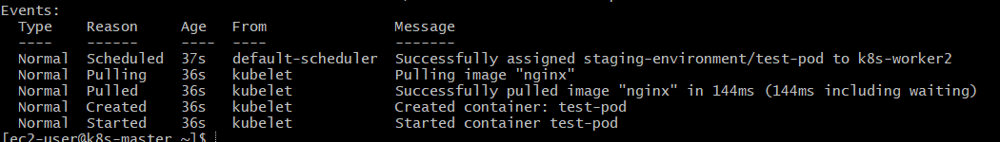 Events:
Type Reason Age From Message
---- ------ ---- ---- -------
Normal Scheduled 37s default-scheduler Successfully assigned staging-environment/test-pod to k8s-worker2
Normal Pulling 36s kubelet Pulling image "nginx"
Normal Pulled 36s kubelet Successfully pulled image "nginx" in 144ms (144ms including waiting)
Normal Created 36s kubelet Created container: test-pod
Normal Started 36s kubelet Started container test-pod
[ec2-user@k8s-master ~]$